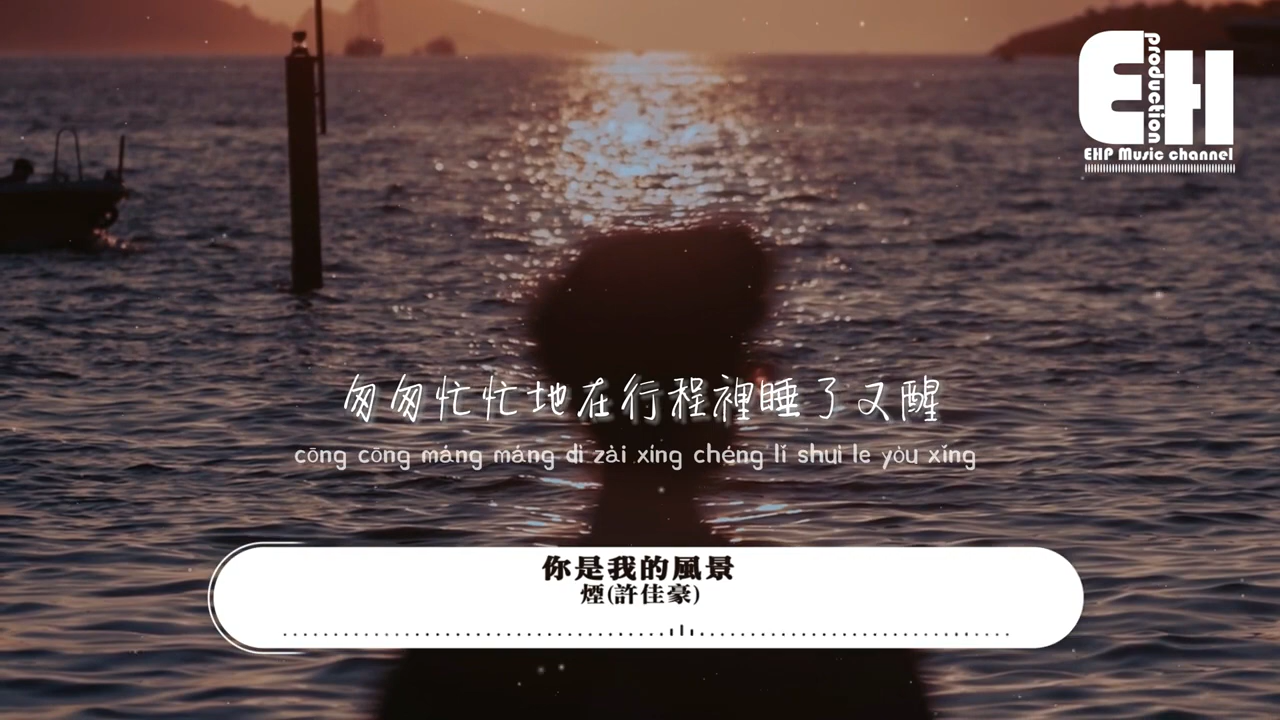 EH
production
EHP Music channel
匆匆忙忙地在行程裡睡了又醒
cōng cōng máng máng dì zài xíng chéng lǐ shuì le yòu xǐng
你是我的風景
煙(許佳豪)